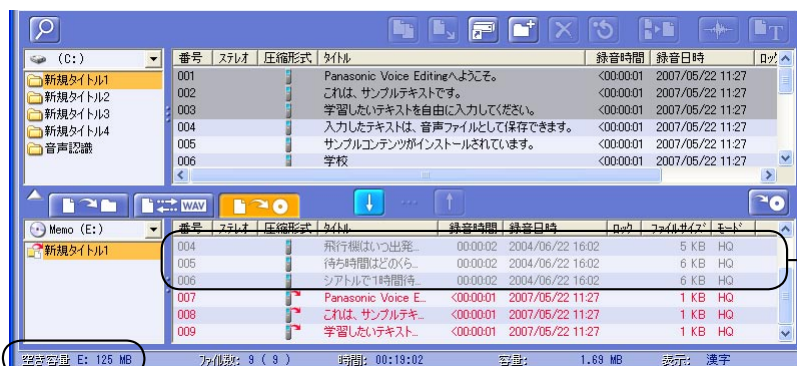 (C:)
新規タイトル1
新規タイトル2
新規タイトル3
新規タイトル4
音声認識
番号 ステレオ 圧縮形式 タイトル 録音時間 録音日時 ロック
001 Panasonic Voice Editingへようこそ。 <00:00:01 2007/05/22 11:27
002 これは、サンプルテキストです。 <00:00:01 2007/05/22 11:27
003 学習したいテキストを自由に入力してください。 <00:00:01 2007/05/22 11:27
004 入力したテキストは、音声ファイルとして保存できます。 <00:00:01 2007/05/22 11:27
005 サンプルコンテンツがインストールされています。 <00:00:01 2007/05/22 11:27
006 学校 <00:00:01 2007/05/22 11:27
WAV
Memo (E:)
新規タイトル1
番号 ステレオ 圧縮形式 タイトル 録音時間 録音日時 ロック ファイルサイズ モード
004 飛行機はいつ出発... 00:00:02 2004/06/22 16:02 5 KB HQ
005 待ち時間はどのくら... 00:00:02 2004/06/22 16:02 6 KB HQ
006 シアトルで1時間待... 00:00:02 2004/06/22 16:02 6 KB HQ
007 Panasonic Voice E... <00:00:01 2007/05/22 11:27 1 KB HQ
008 これは、サンプルテキ... <00:00:01 2007/05/22 11:27 1 KB HQ
009 学習したいテキスト... <00:00:01 2007/05/22 11:27 1 KB HQ
空き容量 E: 125 MB ファイル数: 9 ( 9 ) 時間: 00:19:02 容量: 1.69 MB 表示: 漢字